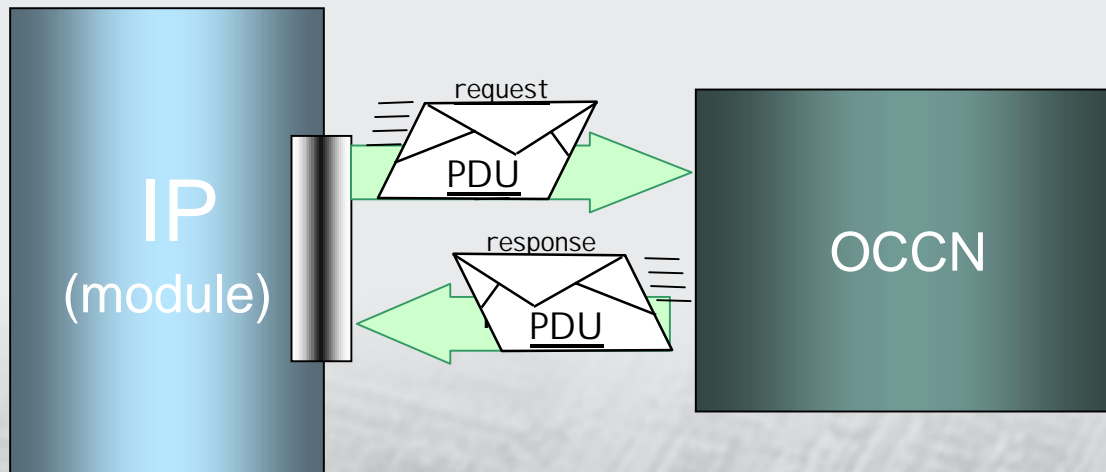 request
PDU
IP
(module)
response
PDU
OCCN